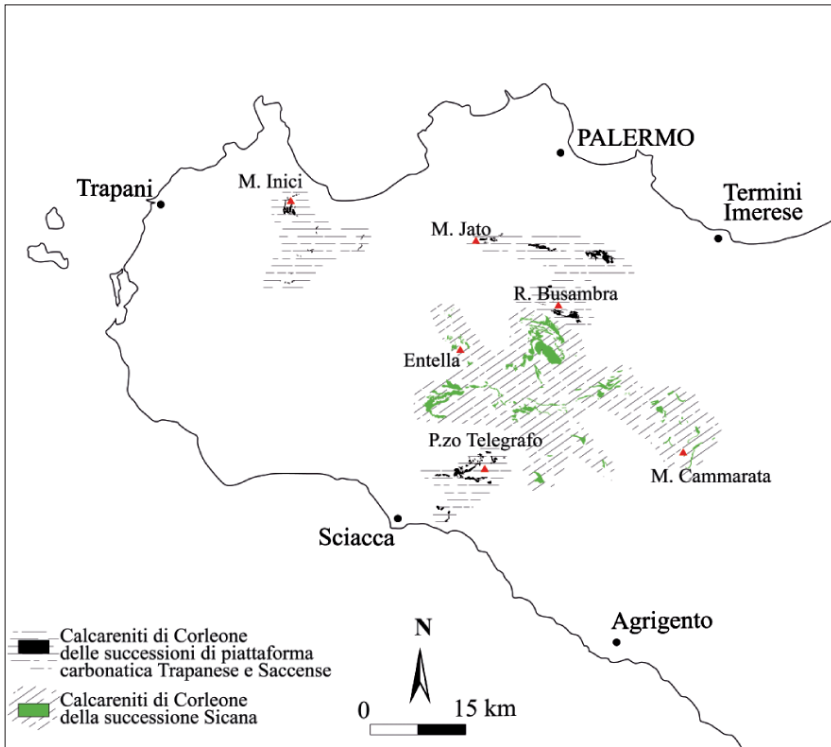 PALERMO
Trapani
M. Inici
Termini
Imerese
M. Jato
R. Busambra
Entella
P.zo Telegrafo
M. Cammarata
Sciacca
Agrigento
Calcareniti di Corleone
delle successioni di piattaforma
carbonatica Trapanese e Saccense
Calcareniti di Corleone
della successione Sicana
N
0 15 km